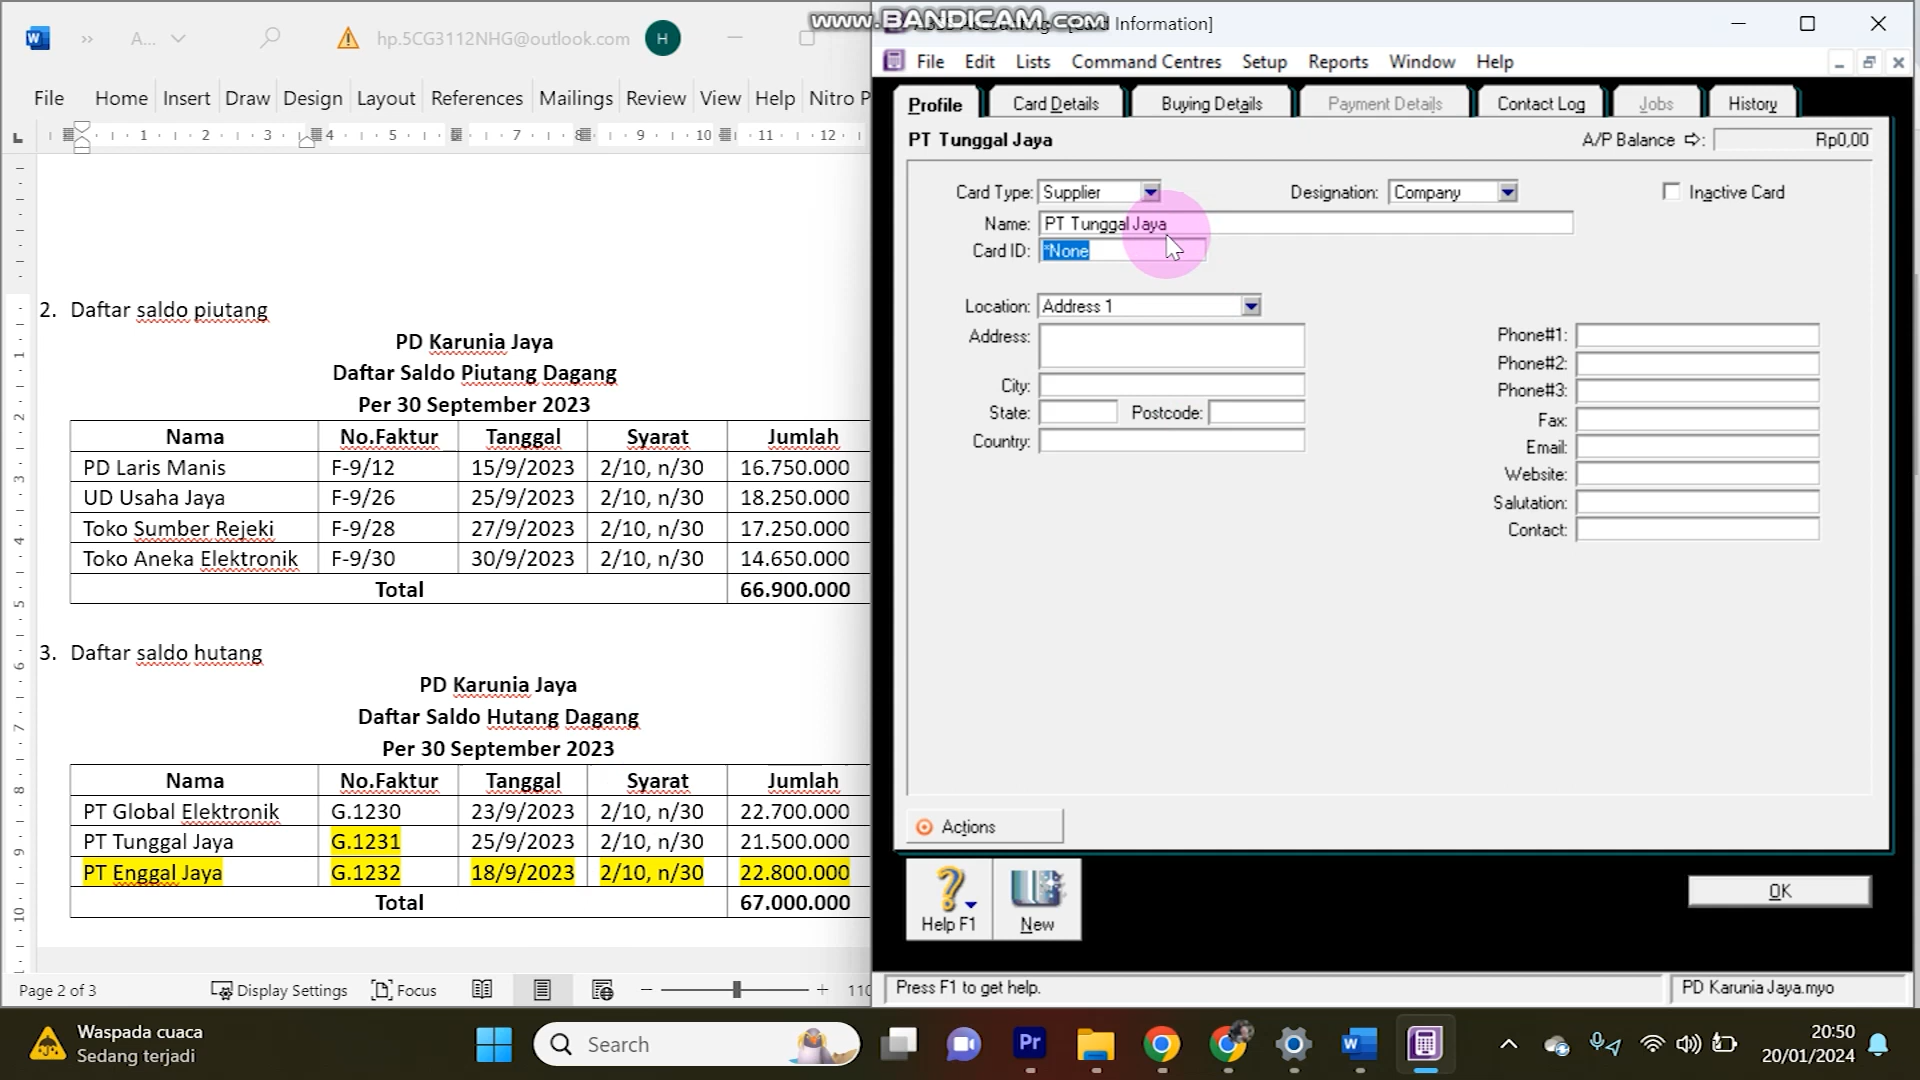 www.BANDICAM.com
A...
hp.5CG3112NHG@outlook.com
H
File Home Insert Draw Design Layout References Mailings Review View Help Nitro P
1 2 3 4 5 7 8 9 10 11 12
2. Daftar saldo piutang
PD Karunia Jaya
Daftar Saldo Piutang Dagang
Per 30 September 2023
Nama No.Faktur Tanggal Syarat Jumlah
PD Laris Manis F-9/12 15/9/2023 2/10, n/30 16.750.000
UD Usaha Jaya F-9/26 25/9/2023 2/10, n/30 18.250.000
Toko Sumber Rejeki F-9/28 27/9/2023 2/10, n/30 17.250.000
Toko Aneka Elektronik F-9/30 30/9/2023 2/10, n/30 14.650.000
Total 66.900.000
3. Daftar saldo hutang
PD Karunia Jaya
Daftar Saldo Hutang Dagang
Per 30 September 2023
Nama No.Faktur Tanggal Syarat Jumlah
PT Global Elektronik G.1230 23/9/2023 2/10, n/30 22.700.000
PT Tunggal Jaya G.1231 25/9/2023 2/10, n/30 21.500.000
PT Enggal Jaya G.1232 18/9/2023 2/10, n/30 22.800.000
Total 67.000.000
Page 2 of 3 Display Settings Focus 110
Information]
File Edit Lists Command Centres Setup Reports Window Help
Profile Card Details Buying Details Payment Details Contact Log Jobs History
PT Tunggal Jaya A/P Balance : Rp0,00
Card Type: Supplier Designation: Company Inactive Card
Name: PT Tunggal Jaya
Card ID: *None
Location: Address 1
Address: Phone#1:
Phone#2:
City: Phone#3:
State: Postcode: Fax:
Country: Email:
Website:
Salutation:
Contact:
Actions
Help F1 New OK
Press F1 to get help. PD Karunia Jaya.myo
Waspada cuaca
Sedang terjadi
Search
Pr
20:50
20/01/2024